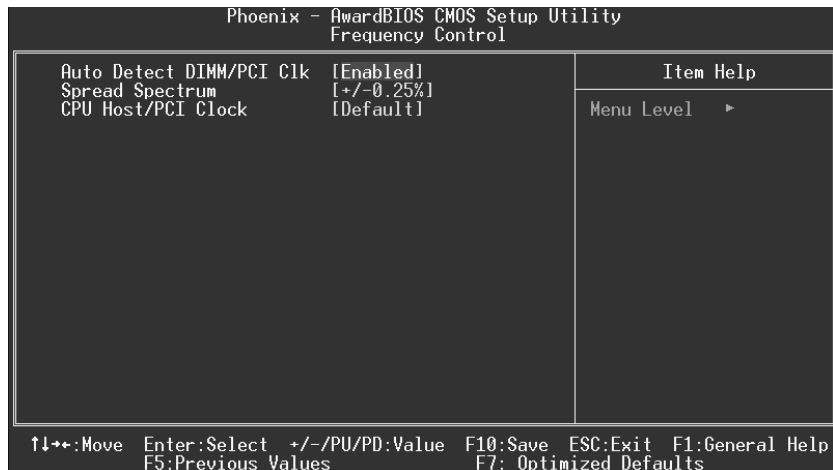 Phoenix - AwardBIOS CMOS Setup Utility
Frequency Control
Auto Detect DIMM/PCI Clk [Enabled]
Spread Spectrum [+/-0.25%]
CPU Host/PCI Clock [Default]
Item Help
Menu Level ▶
↑↓→←:Move Enter:Select +/-/PU/PD:Value F10:Save ESC:Exit F1:General Help
F5:Previous Values F7: Optimized Defaults